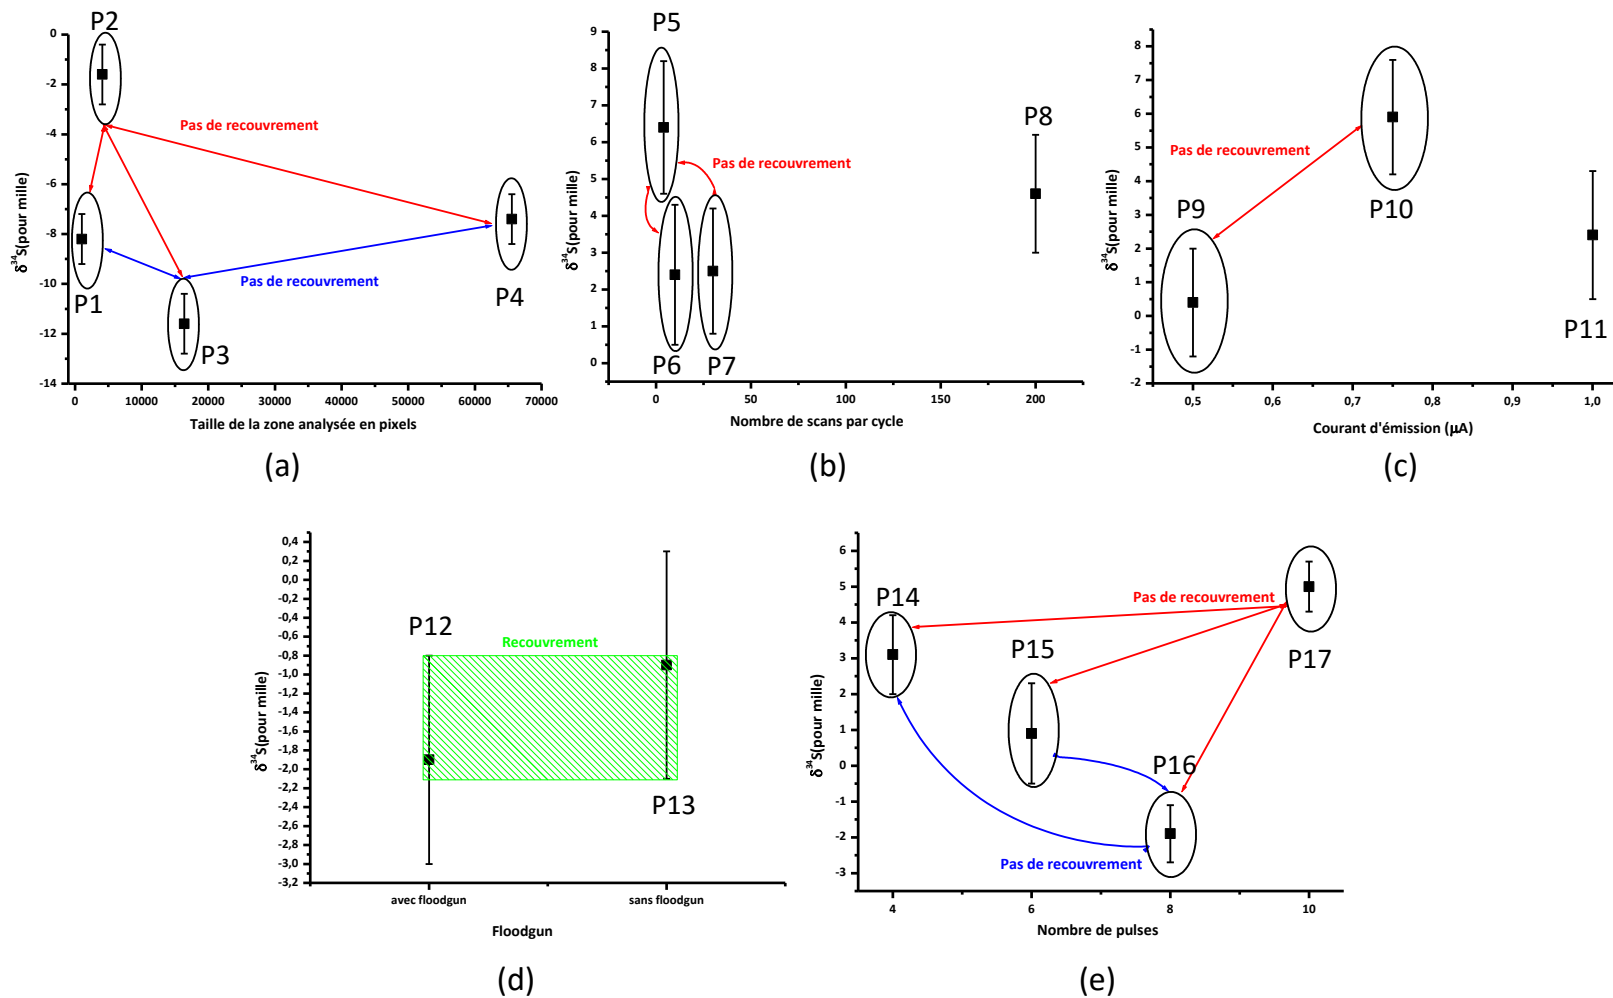 P2
0
-2
-4
-6
-8
-10
-12
-14
δ³⁴S(pour mille)
Pas de recouvrement
P1
Pas de recouvrement
P3
P4
0
10000
20000
30000
40000
50000
60000
70000
Taille de la zone analysée en pixels
(a)
P5
9
8
7
6
5
4
3
2
1
0
δ³⁴S(pour mille)
Pas de recouvrement
P8
P6
P7
0
50
100
150
200
Nombre de scans par cycle
(b)
8
7
6
5
4
3
2
1
0
-1
-2
δ³⁴S(pour mille)
Pas de recouvrement
P9
P10
P11
0,5
0,6
0,7
0,8
0,9
1,0
Courant d'émission (µA)
(c)
0,4
0,2
0,0
-0,2
-0,4
-0,6
-0,8
-1,0
-1,2
-1,4
-1,6
-1,8
-2,0
-2,2
-2,4
-2,6
-2,8
-3,0
-3,2
δ³⁴S(pour mille)
P12
Recouvrement
P13
avec floodgun
sans floodgun
Floodgun
(d)
6
5
4
3
2
1
0
-1
-2
-3
δ³⁴S(pour mille)
P14
Pas de recouvrement
P15
P17
P16
Pas de recouvrement
4
6
8
10
Nombre de pulses
(e)